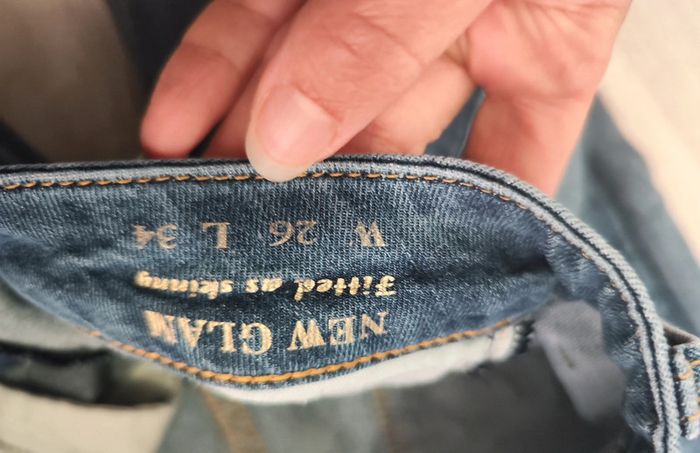 NEW GLAM
Fitted as skinny
W 26 L 34